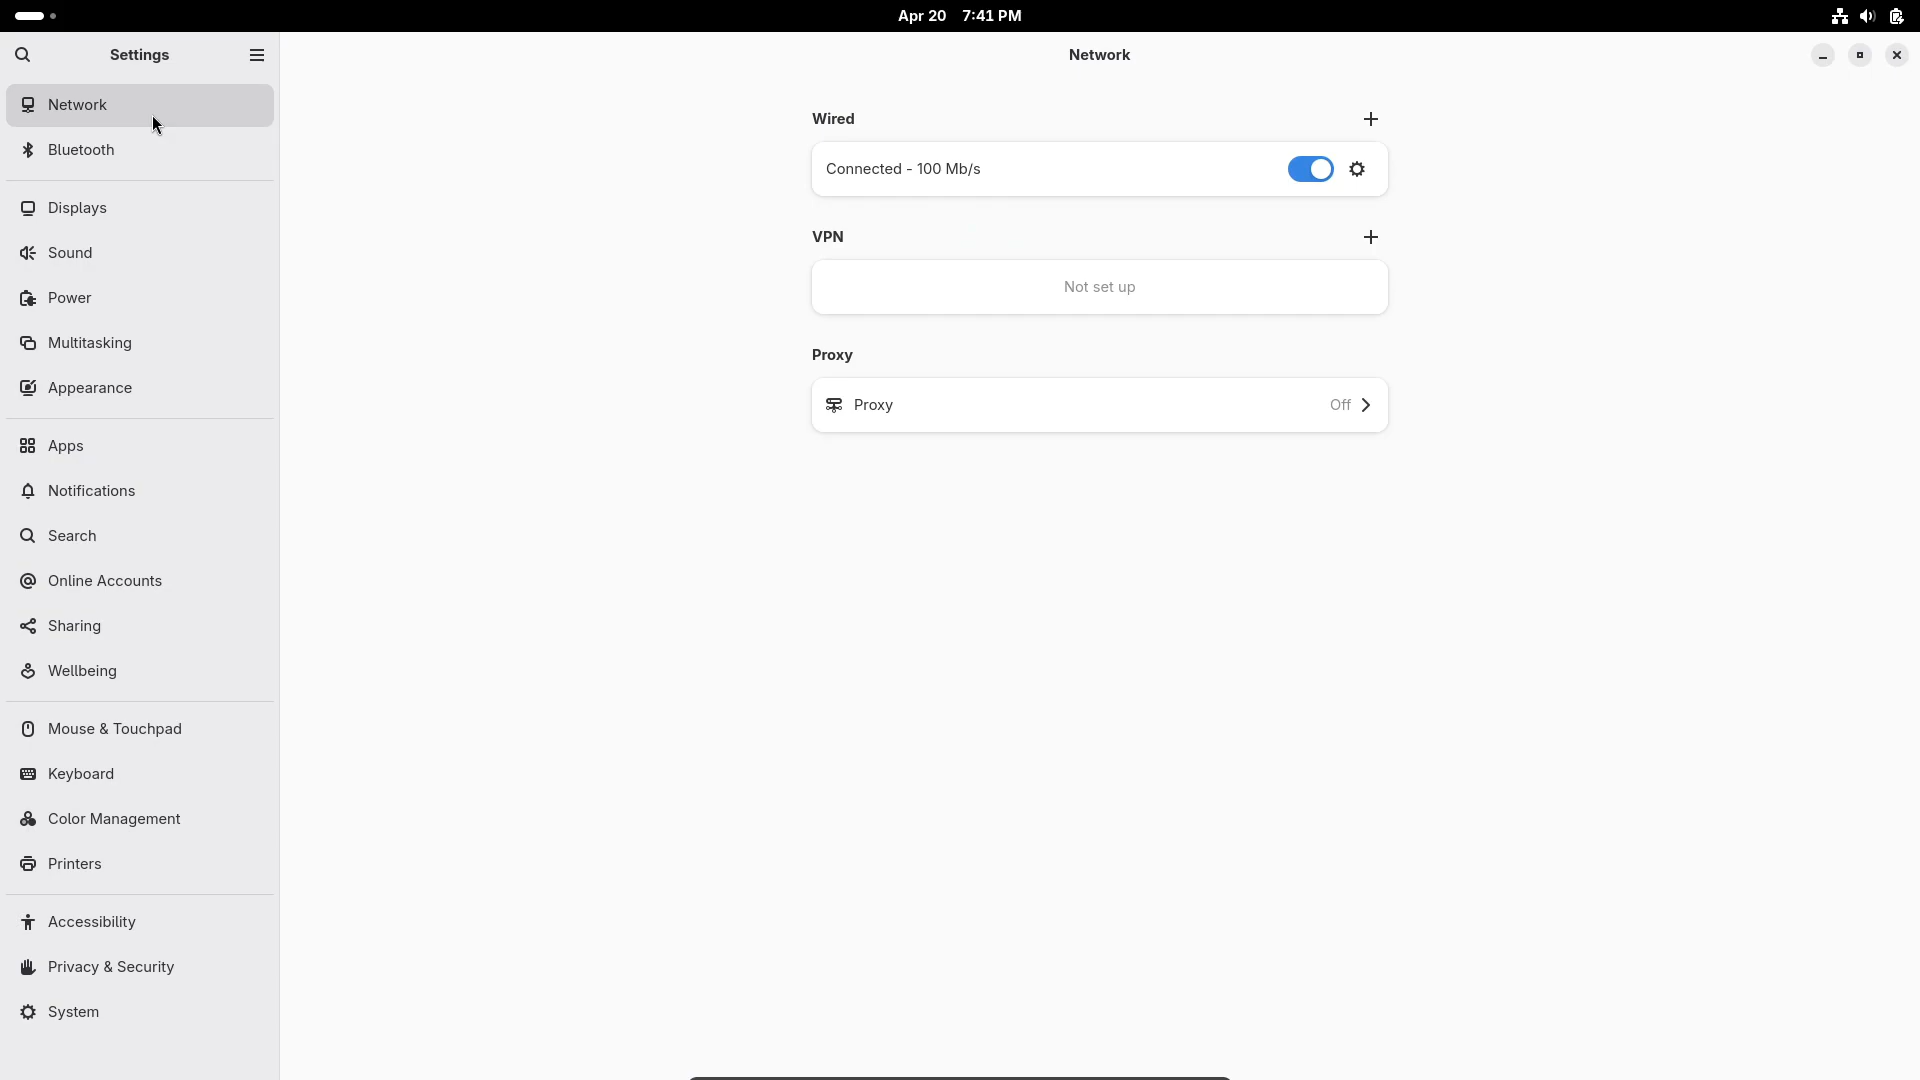 Apr 20 7:41 PM
Settings
Network
Network
Bluetooth
Displays
Sound
Power
Multitasking
Appearance
Apps
Notifications
Search
Online Accounts
Sharing
Wellbeing
Mouse & Touchpad
Keyboard
Color Management
Printers
Accessibility
Privacy & Security
System
Wired
Connected - 100 Mb/s
VPN
Not set up
Proxy
Proxy Off